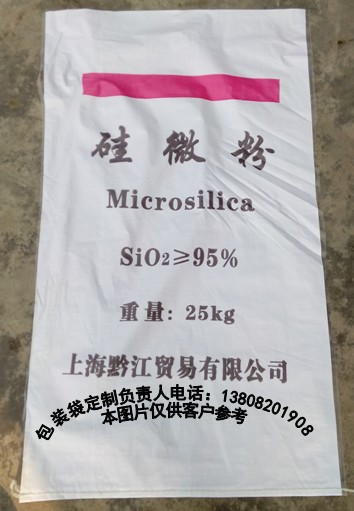 硅微粉
Microsilica
SiO₂≥95%
重量: 25kg
上海黔江贸易有限公司
包装袋定制负责人电话：13808201908
本图片仅供客户参考